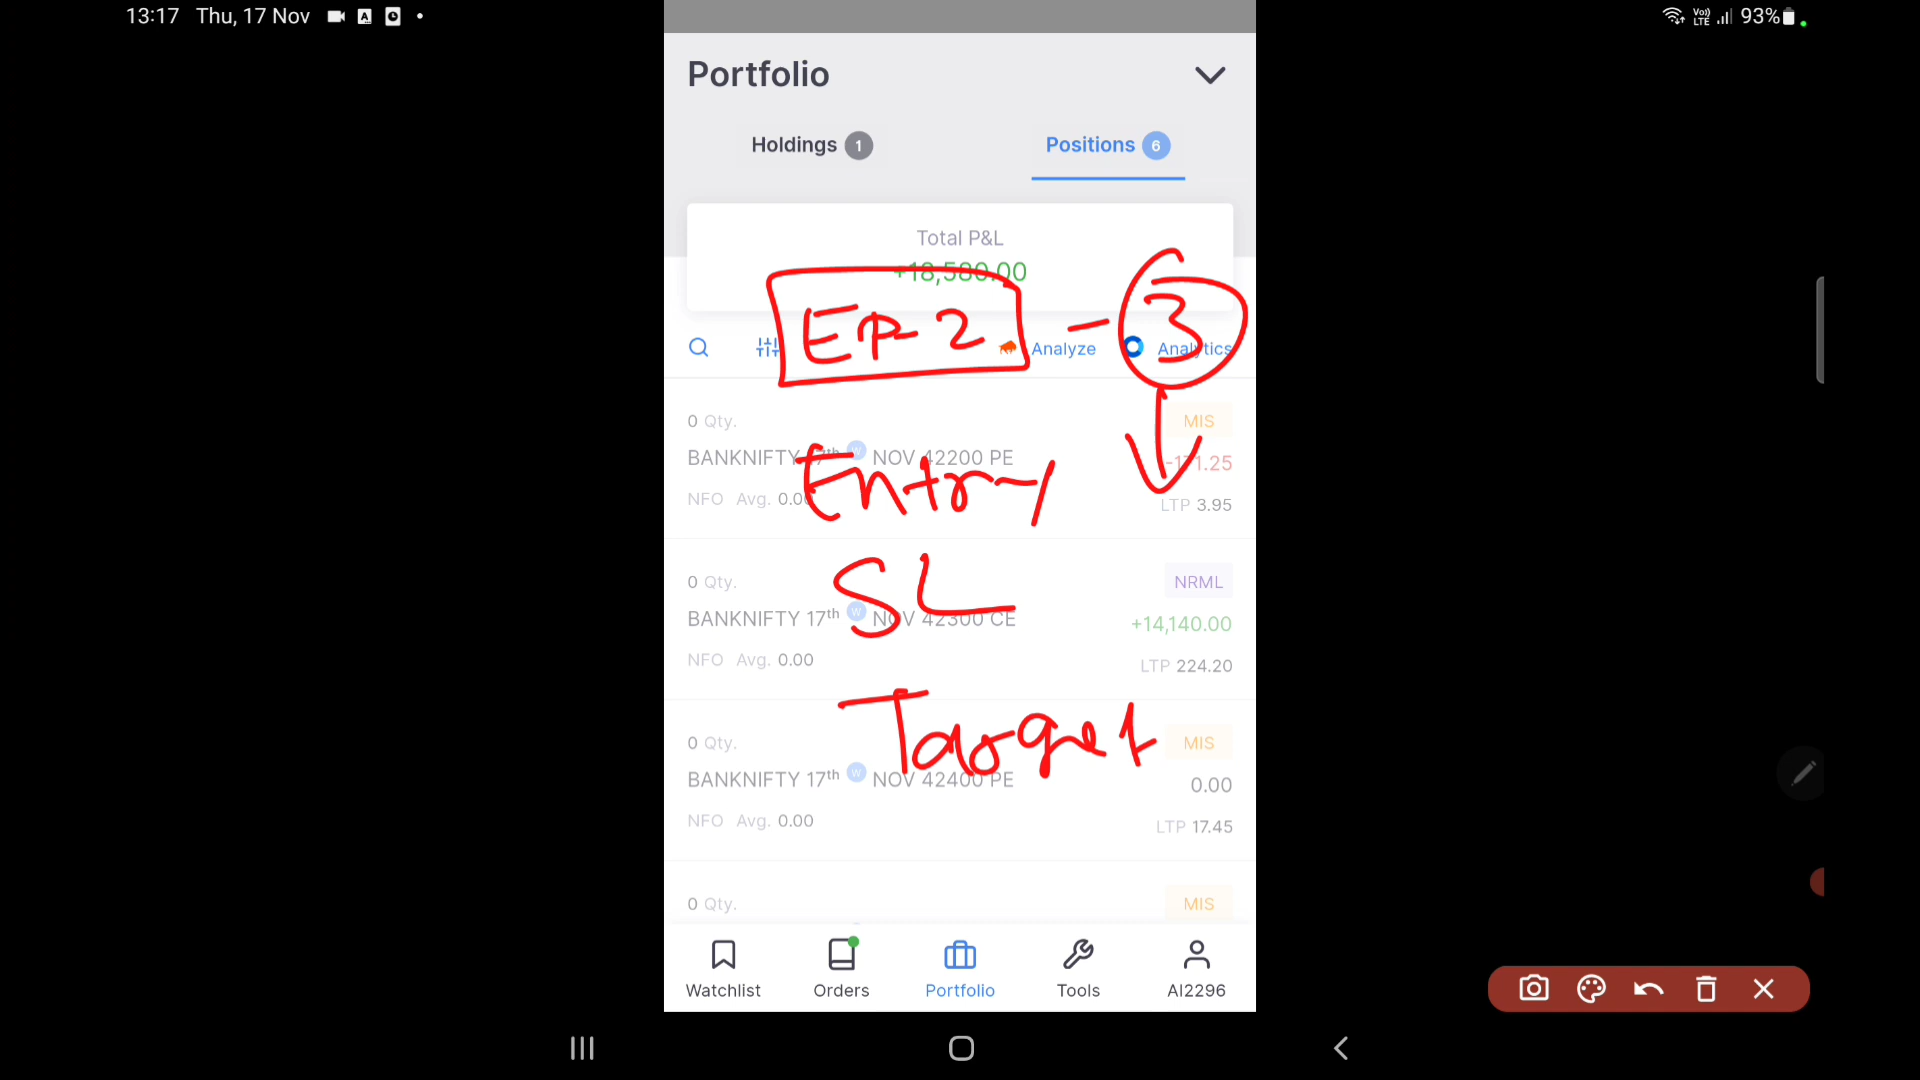 13:17 Thu, 17 Nov
Vo)) LTE 93%
Portfolio
Holdings 1
Positions 6
Total P&L
+18,580.00
EP-2 - 3
Analyze
Analytics
0 Qty.
MIS
BANKNIFTY 17th W NOV 42200 PE
-171.25
NFO Avg. 0.00
LTP 3.95
Entry
SL
0 Qty.
NRML
BANKNIFTY 17th W NOV 42300 CE
+14,140.00
NFO Avg. 0.00
LTP 224.20
Target
0 Qty.
MIS
BANKNIFTY 17th W NOV 42400 PE
0.00
NFO Avg. 0.00
LTP 17.45
0 Qty.
MIS
Watchlist
Orders
Portfolio
Tools
AI2296